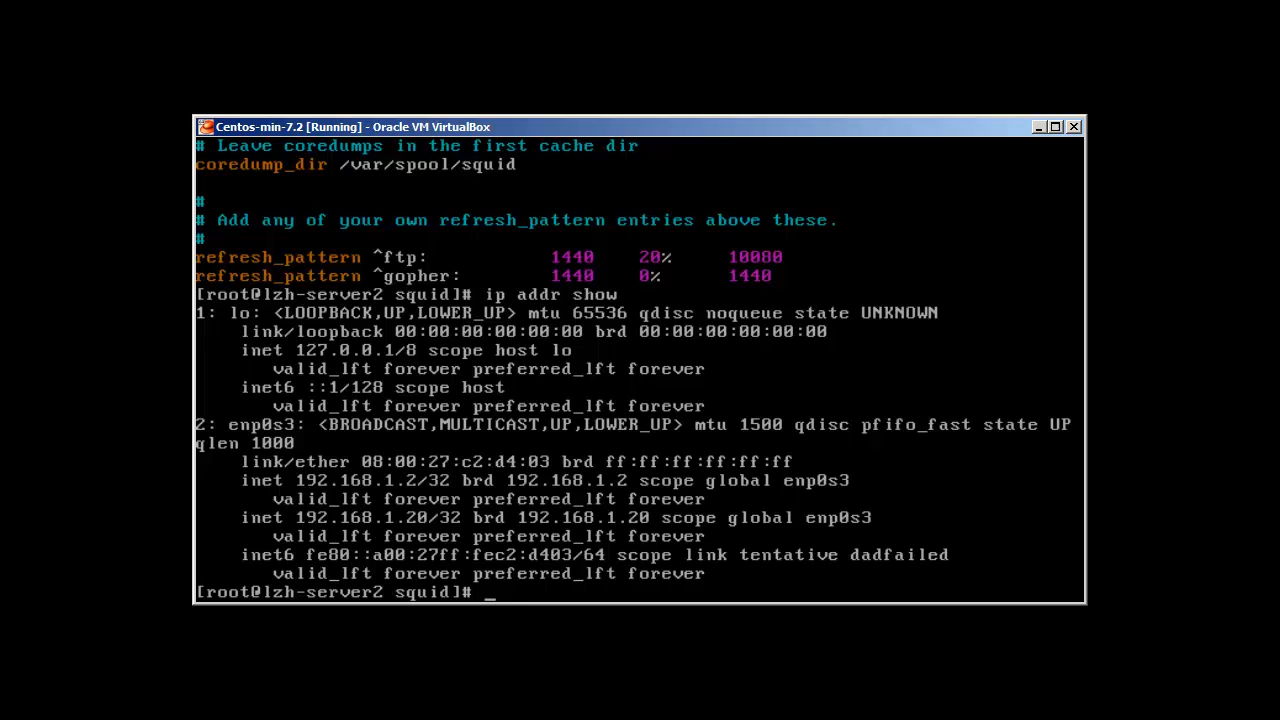 Centos-min-7.2 [Running] - Oracle VM VirtualBox
# Leave coredumps in the first cache dir
coredump_dir /var/spool/squid
#
# Add any of your own refresh_pattern entries above these.
#
refresh_pattern ^ftp: 1440 20% 10080
refresh_pattern ^gopher: 1440 0% 1440
[root@lzh-server2 squid]# ip addr show
1: lo: <LOOPBACK,UP,LOWER_UP> mtu 65536 qdisc noqueue state UNKNOWN
link/loopback 00:00:00:00:00:00 brd 00:00:00:00:00:00
inet 127.0.0.1/8 scope host lo
valid_lft forever preferred_lft forever
inet6 ::1/128 scope host
valid_lft forever preferred_lft forever
2: enp0s3: <BROADCAST,MULTICAST,UP,LOWER_UP> mtu 1500 qdisc pfifo_fast state UP
qlen 1000
link/ether 08:00:27:c2:d4:03 brd ff:ff:ff:ff:ff:ff
inet 192.168.1.2/32 brd 192.168.1.2 scope global enp0s3
valid_lft forever preferred_lft forever
inet 192.168.1.20/32 brd 192.168.1.20 scope global enp0s3
valid_lft forever preferred_lft forever
inet6 fe80::a00:27ff:fec2:d403/64 scope link tentative dadfailed
valid_lft forever preferred_lft forever
[root@lzh-server2 squid]# _